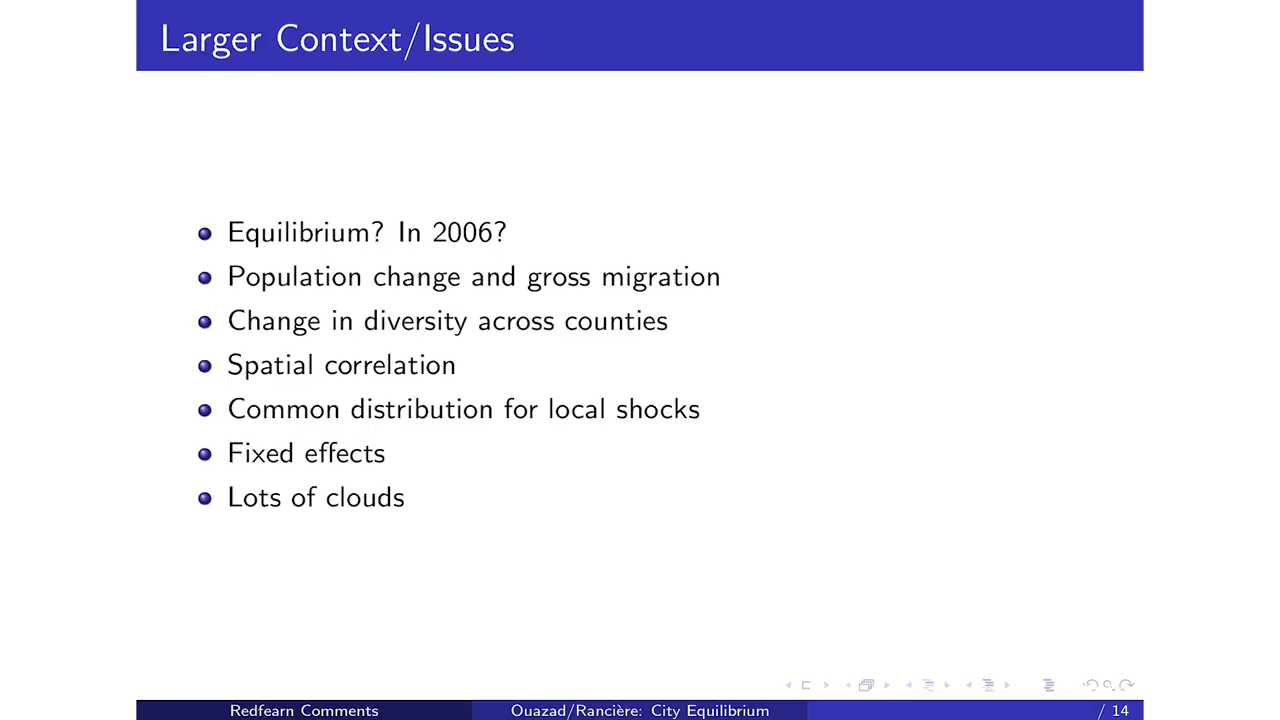 Larger Context/Issues
Equilibrium? In 2006?
Population change and gross migration
Change in diversity across counties
Spatial correlation
Common distribution for local shocks
Fixed effects
Lots of clouds
Redfearn Comments
Ouazad/Rancière: City Equilibrium
/ 14